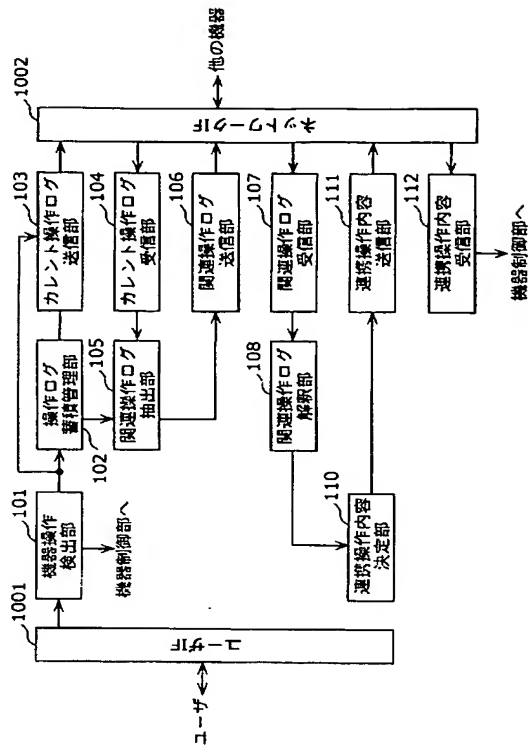 1001
ユーザIF
ユーザ
101
機器操作
検出部
機器制御部へ
操作ログ
蓄積管理部
102
103
カレント操作ログ
送信部
104
カレント操作ログ
受信部
105
関連操作ログ
抽出部
106
関連操作ログ
送信部
107
関連操作ログ
受信部
108
関連操作ログ
解釈部
110
連携操作内容
決定部
111
連携操作内容
送信部
112
連携操作内容
受信部
機器制御部へ
1002
ネットワークIF
他の機器